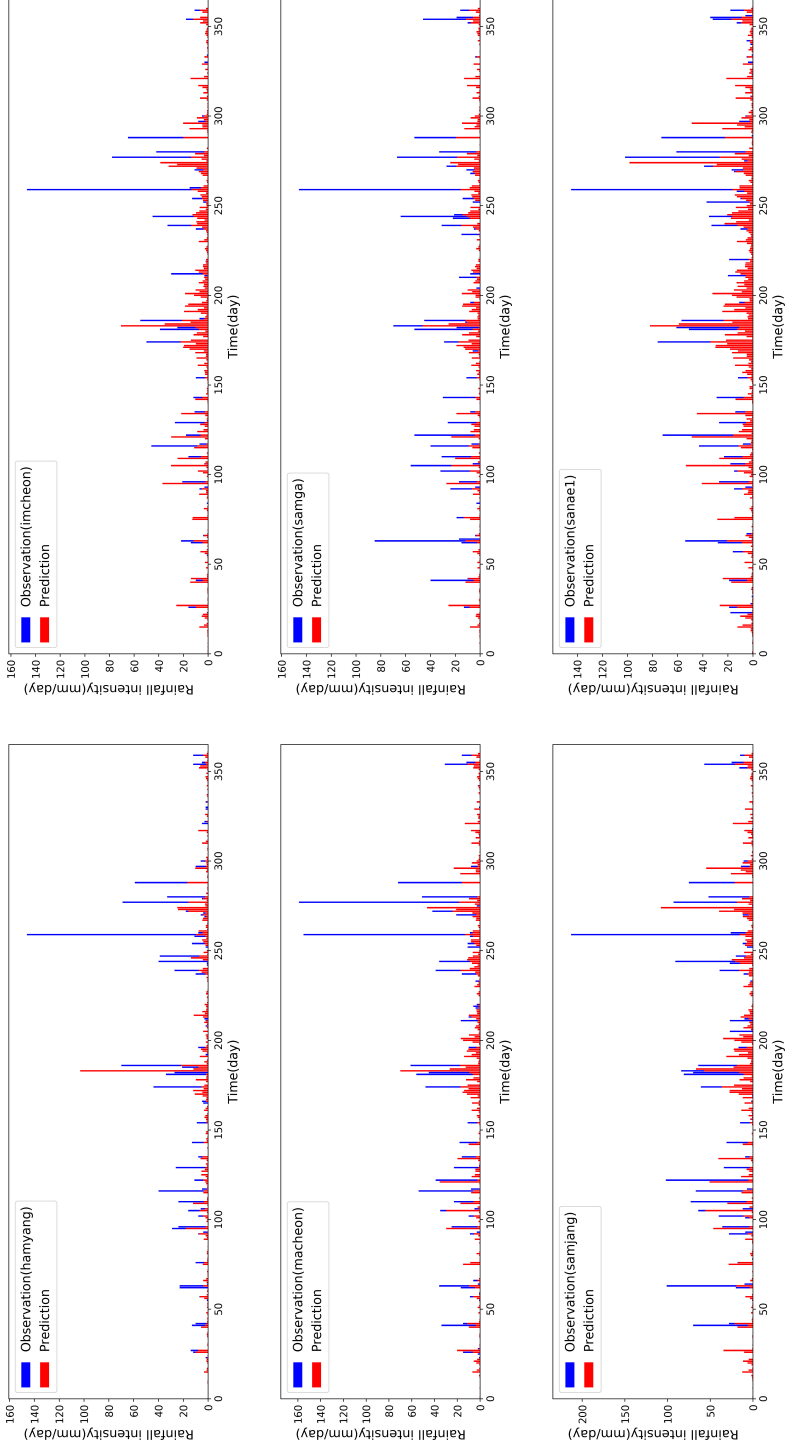 Observation(hamyang)
Prediction
Rainfall intensity(mm/day)
160
140
120
100
80
60
40
20
0
0 50 100 150 200 250 300 350
Time(day)
Observation(imcheon)
Prediction
Rainfall intensity(mm/day)
160
140
120
100
80
60
40
20
0
0 50 100 150 200 250 300 350
Time(day)
Observation(macheon)
Prediction
Rainfall intensity(mm/day)
160
140
120
100
80
60
40
20
0
0 50 100 150 200 250 300 350
Time(day)
Observation(samga)
Prediction
Rainfall intensity(mm/day)
160
140
120
100
80
60
40
20
0
0 50 100 150 200 250 300 350
Time(day)
Observation(samjang)
Prediction
Rainfall intensity(mm/day)
200
150
100
50
0
0 50 100 150 200 250 300 350
Time(day)
Observation(sanae1)
Prediction
Rainfall intensity(mm/day)
140
120
100
80
60
40
20
0
0 50 100 150 200 250 300 350
Time(day)